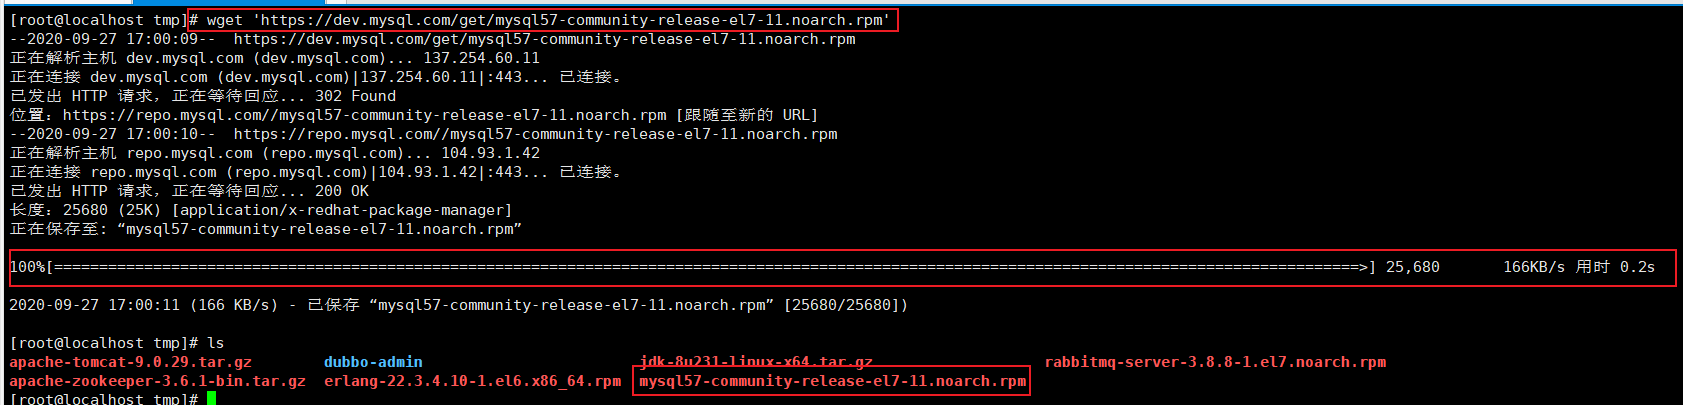 [root@localhost tmp]# wget 'https://dev.mysql.com/get/mysql57-community-release-el7-11.noarch.rpm'
--2020-09-27 17:00:09--  https://dev.mysql.com/get/mysql57-community-release-el7-11.noarch.rpm
正在解析主机 dev.mysql.com (dev.mysql.com)... 137.254.60.11
正在连接 dev.mysql.com (dev.mysql.com)|137.254.60.11|:443... 已连接。
已发出 HTTP 请求，正在等待回应... 302 Found
位置：https://repo.mysql.com//mysql57-community-release-el7-11.noarch.rpm [跟随至新的 URL]
--2020-09-27 17:00:10--  https://repo.mysql.com//mysql57-community-release-el7-11.noarch.rpm
正在解析主机 repo.mysql.com (repo.mysql.com)... 104.93.1.42
正在连接 repo.mysql.com (repo.mysql.com)|104.93.1.42|:443... 已连接。
已发出 HTTP 请求，正在等待回应... 200 OK
长度：25680 (25K) [application/x-redhat-package-manager]
正在保存至: “mysql57-community-release-el7-11.noarch.rpm”
100%[=================================================================================================================================================>] 25,680       166KB/s 用时 0.2s
2020-09-27 17:00:11 (166 KB/s) - 已保存 “mysql57-community-release-el7-11.noarch.rpm” [25680/25680])
[root@localhost tmp]# ls
apache-tomcat-9.0.29.tar.gz        dubbo-admin                        jdk-8u231-linux-x64.tar.gz                   rabbitmq-server-3.8.8-1.el7.noarch.rpm
apache-zookeeper-3.6.1-bin.tar.gz  erlang-22.3.4.10-1.el6.x86_64.rpm  mysql57-community-release-el7-11.noarch.rpm
[root@localhost tmp]#